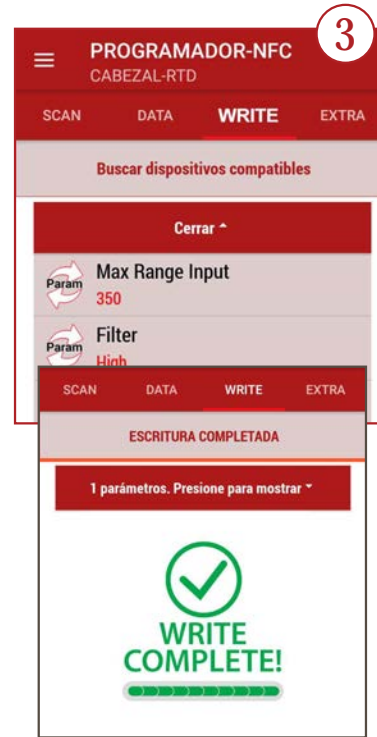 3
PROGRAMADOR-NFC
CABEZAL-RTD
SCAN DATA WRITE EXTRA
Buscar dispositivos compatibles
Cerrar
Param Max Range Input
350
Param Filter
High
SCAN DATA WRITE EXTRA
ESCRITURA COMPLETADA
1 parámetros. Presione para mostrar
WRITE
COMPLETE!